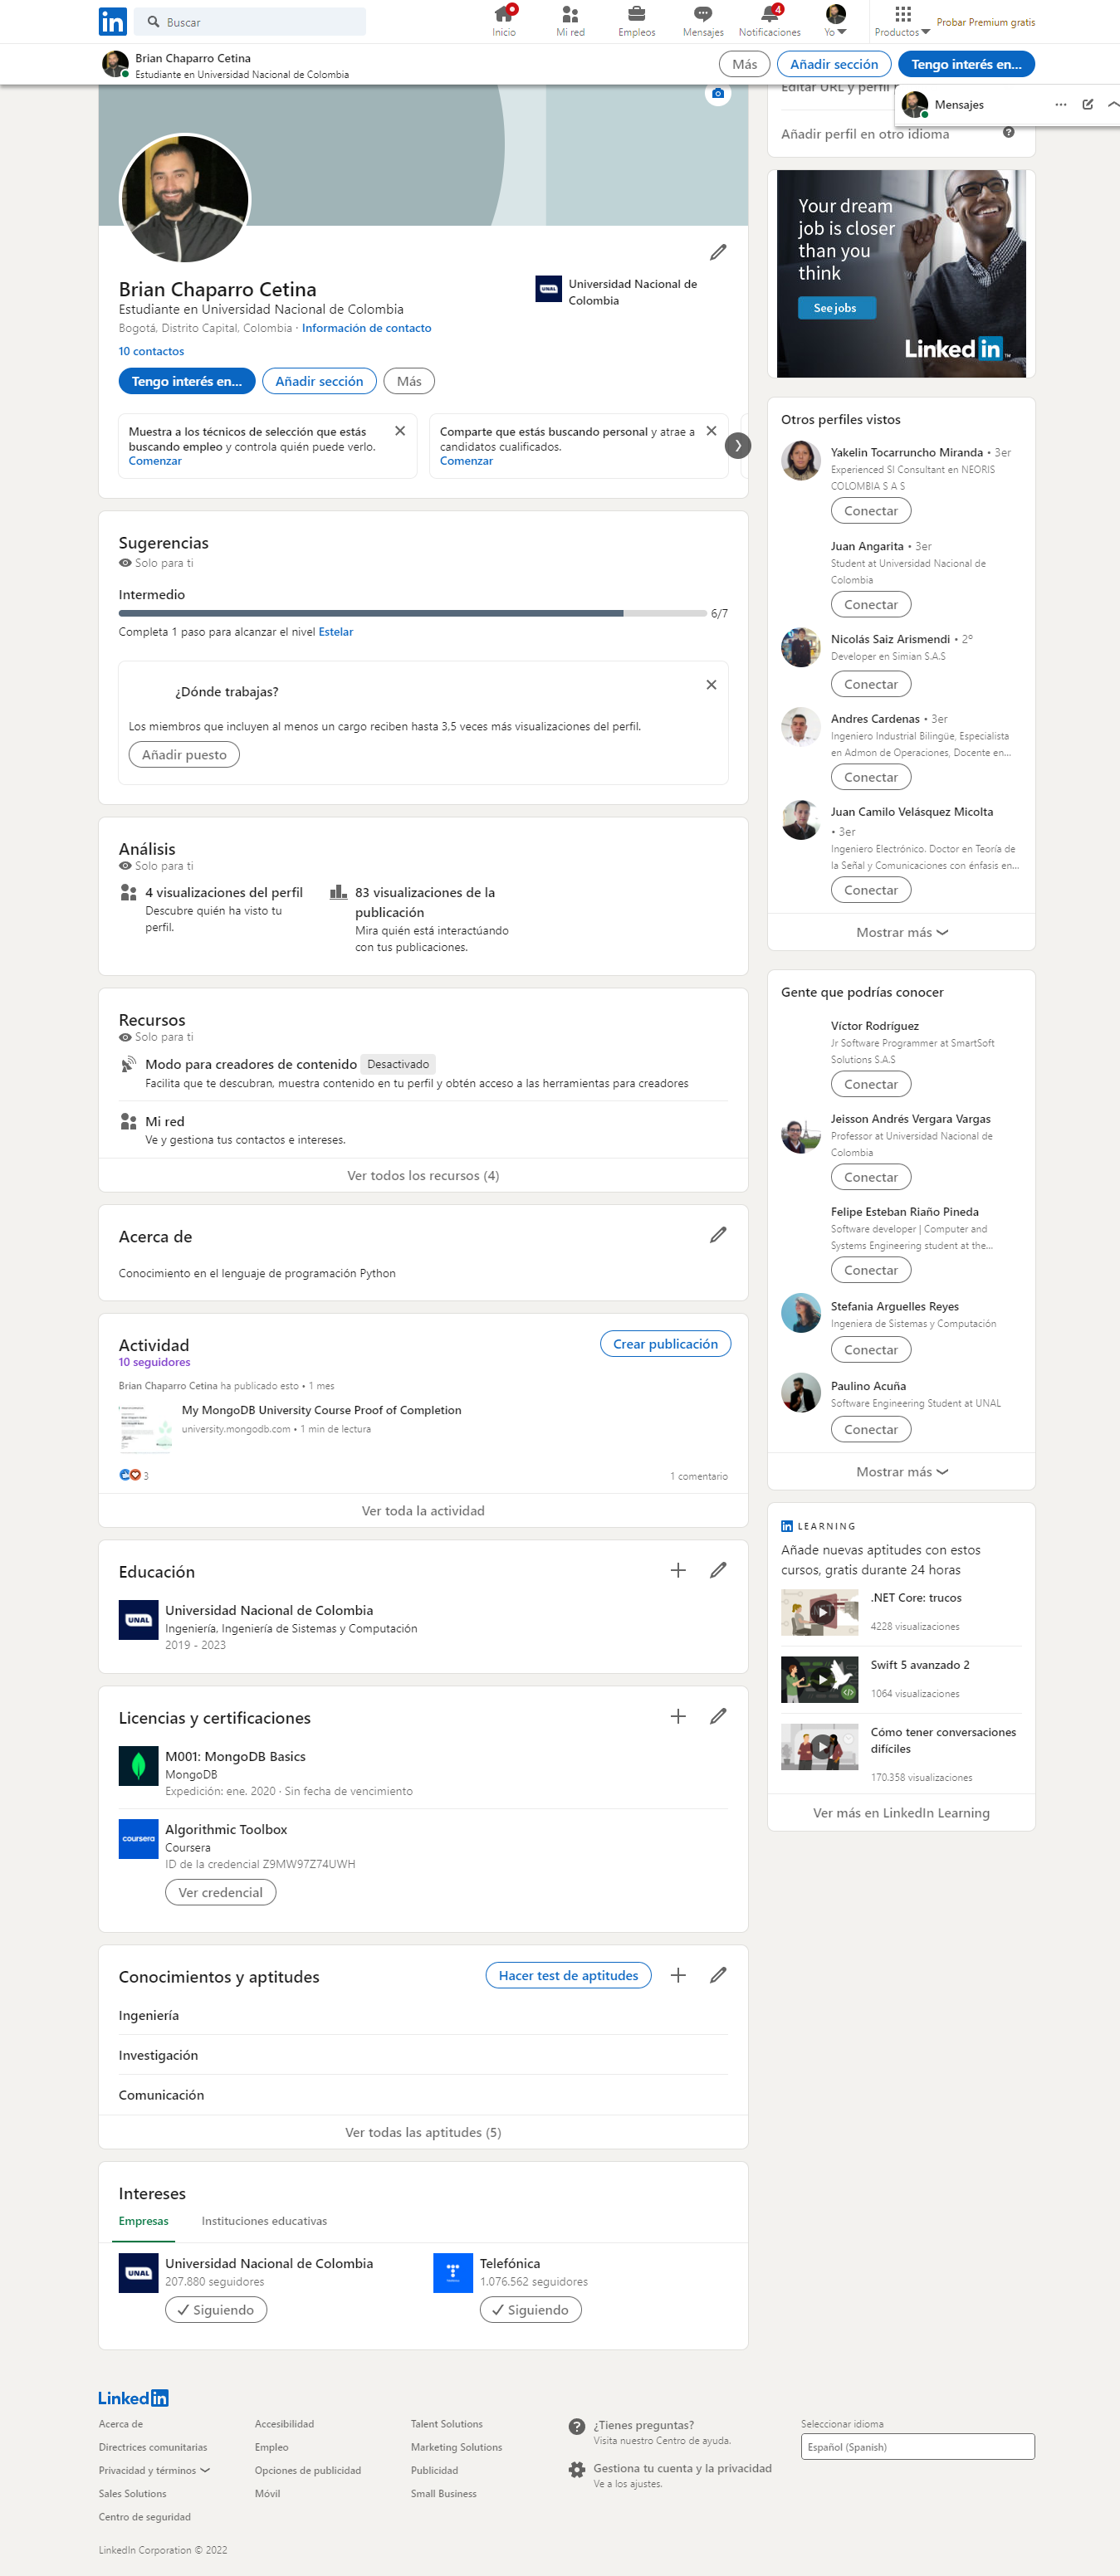 in
Buscar
Inicio
Mi red
Empleos
Mensajes
4
Notificaciones
Yo
Productos
Probar Premium gratis
Brian Chaparro Cetina
Estudiante en Universidad Nacional de Colombia
Más
Añadir sección
Tengo interés en...
Brian Chaparro Cetina
Estudiante en Universidad Nacional de Colombia
Bogotá, Distrito Capital, Colombia · Información de contacto
10 contactos
UNAL
Universidad Nacional de
Colombia
Tengo interés en...
Añadir sección
Más
Muestra a los técnicos de selección que estás
buscando empleo y controla quién puede verlo.
Comenzar
Comparte que estás buscando personal y atrae a
candidatos cualificados.
Comenzar
Sugerencias
Solo para ti
Intermedio
6/7
Completa 1 paso para alcanzar el nivel Estelar
¿Dónde trabajas?
Los miembros que incluyen al menos un cargo reciben hasta 3,5 veces más visualizaciones del perfil.
Añadir puesto
Análisis
Solo para ti
4 visualizaciones del perfil
Descubre quién ha visto tu
perfil.
83 visualizaciones de la
publicación
Mira quién está interactúando
con tus publicaciones.
Recursos
Solo para ti
Modo para creadores de contenido Desactivado
Facilita que te descubran, muestra contenido en tu perfil y obtén acceso a las herramientas para creadores
Mi red
Ve y gestiona tus contactos e intereses.
Ver todos los recursos (4)
Acerca de
Conocimiento en el lenguaje de programación Python
Actividad
10 seguidores
Crear publicación
Brian Chaparro Cetina ha publicado esto • 1 mes
My MongoDB University Course Proof of Completion
university.mongodb.com • 1 min de lectura
3
1 comentario
Ver toda la actividad
Educación
UNAL
Universidad Nacional de Colombia
Ingeniería, Ingeniería de Sistemas y Computación
2019 - 2023
Licencias y certificaciones
M001: MongoDB Basics
MongoDB
Expedición: ene. 2020 · Sin fecha de vencimiento
coursera
Algorithmic Toolbox
Coursera
ID de la credencial Z9MW97Z74UWH
Ver credencial
Conocimientos y aptitudes
Hacer test de aptitudes
Ingeniería
Investigación
Comunicación
Ver todas las aptitudes (5)
Intereses
Empresas
Instituciones educativas
UNAL
Universidad Nacional de Colombia
207.880 seguidores
Siguiendo
Telefónica
1.076.562 seguidores
Siguiendo
Editar URL y perfil
Mensajes
Añadir perfil en otro idioma
Your dream
job is closer
than you
think
See jobs
Linked in
Otros perfiles vistos
Yakelin Tocarruncho Miranda • 3er
Experienced SI Consultant en NEORIS
COLOMBIA S A S
Conectar
Juan Angarita • 3er
Student at Universidad Nacional de
Colombia
Conectar
Nicolás Saiz Arismendi • 2º
Developer en Simian S.A.S
Conectar
Andres Cardenas • 3er
Ingeniero Industrial Bilingüe, Especialista
en Admon de Operaciones, Docente en...
Conectar
Juan Camilo Velásquez Micolta
• 3er
Ingeniero Electrónico. Doctor en Teoría de
la Señal y Comunicaciones con énfasis en...
Conectar
Mostrar más
Gente que podrías conocer
Víctor Rodríguez
Jr Software Programmer at SmartSoft
Solutions S.A.S
Conectar
Jeisson Andrés Vergara Vargas
Professor at Universidad Nacional de
Colombia
Conectar
Felipe Esteban Riaño Pineda
Software developer | Computer and
Systems Engineering student at the...
Conectar
Stefania Arguelles Reyes
Ingeniera de Sistemas y Computación
Conectar
Paulino Acuña
Software Engineering Student at UNAL
Conectar
Mostrar más
in LEARNING
Añade nuevas aptitudes con estos
cursos, gratis durante 24 horas
.NET Core: trucos
4228 visualizaciones
Swift 5 avanzado 2
1064 visualizaciones
Cómo tener conversaciones
difíciles
170.358 visualizaciones
Ver más en LinkedIn Learning
Linked in
Acerca de
Directrices comunitarias
Privacidad y términos
Sales Solutions
Centro de seguridad
Accesibilidad
Empleo
Opciones de publicidad
Móvil
Talent Solutions
Marketing Solutions
Publicidad
Small Business
¿Tienes preguntas?
Visita nuestro Centro de ayuda.
Gestiona tu cuenta y la privacidad
Ve a los ajustes.
Seleccionar idioma
Español (Spanish)
LinkedIn Corporation © 2022